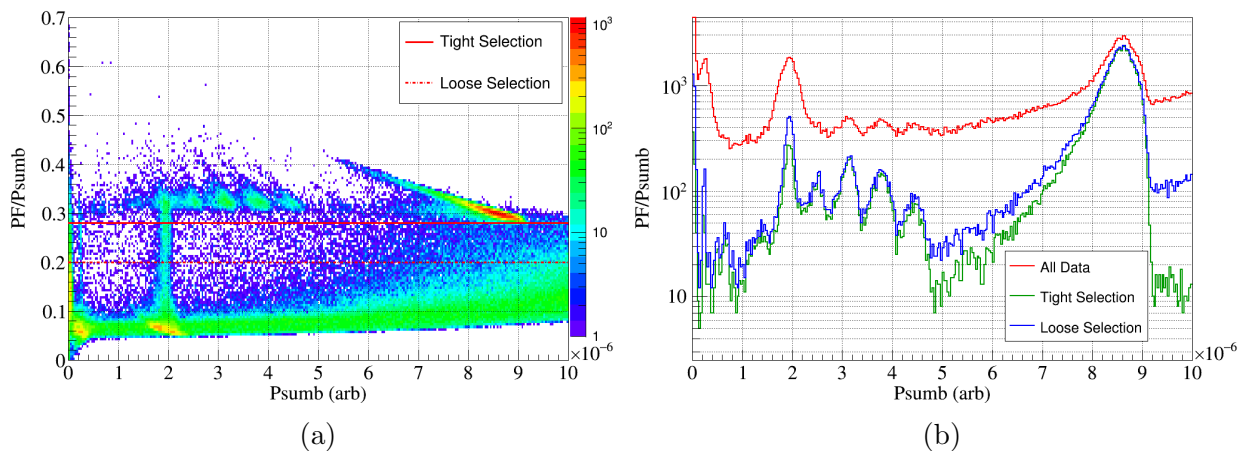 0.7
0.6
0.5
0.4
0.3
0.2
0.1
0
PF/Psumb
Tight Selection
Loose Selection
10³
10²
10
1
0 1 2 3 4 5 6 7 8 9 10
×10⁻⁶
Psumb (arb)
(a)
10³
10²
10
PF/Psumb
All Data
Tight Selection
Loose Selection
0 1 2 3 4 5 6 7 8 9 10
×10⁻⁶
Psumb (arb)
(b)